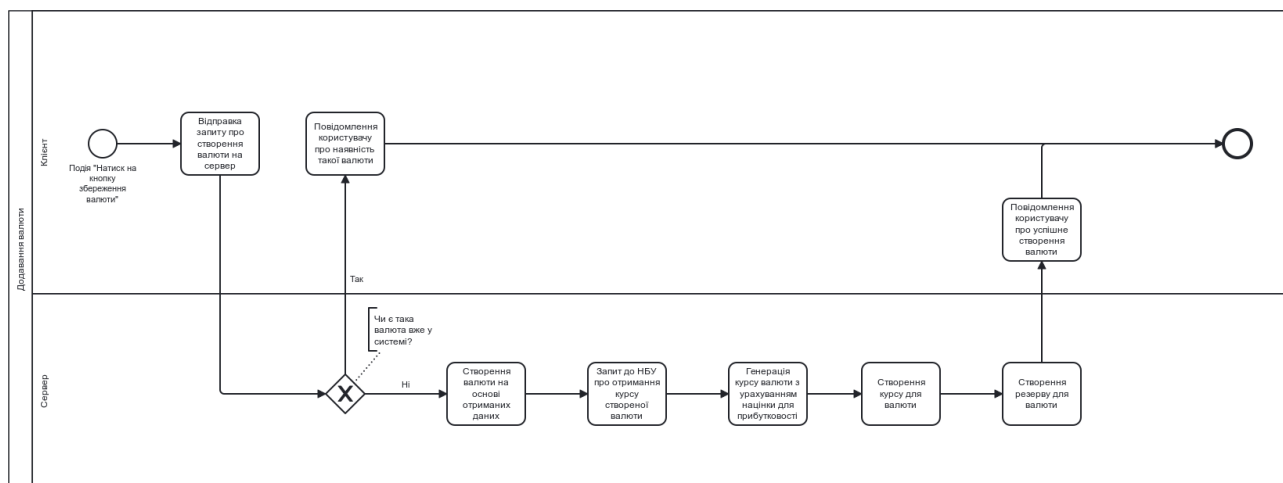 Додавання валюти
Клієнт
Подія "Натиск на
кнопку
збереження
валюти"
Відправка
запиту про
створення
валюти на
сервер
Повідомлення
користувачу
про наявність
такої валюти
Повідомлення
користувачу
про успішне
створення
валюти
Так
Сервер
Чи є така
валюта вже у
системі?
Ні
Створення
валюти на
основі
отриманих
даних
Запит до НБУ
про отримання
курсу
створеної
валюти
Генерація
курсу валюти з
урахуванням
націнки для
прибутковості
Створення
курсу для
валюти
Створення
резерву для
валюти